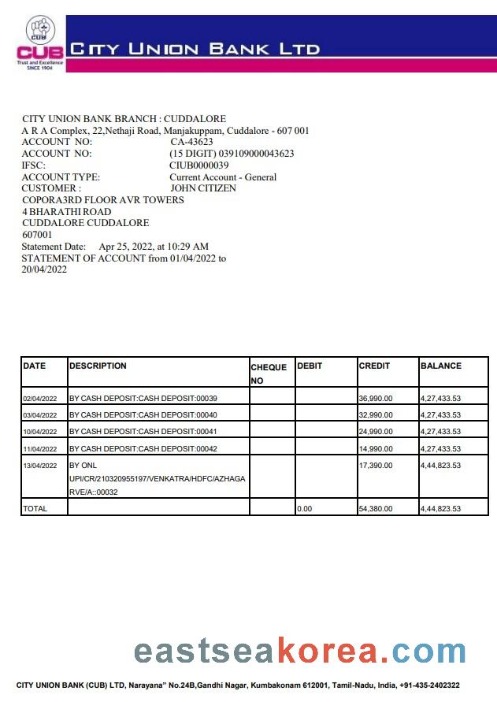 CUB
CUB
Trust and Excellence
SINCE 1904
CITY UNION BANK LTD
CITY UNION BANK BRANCH : CUDDALORE
A R A Complex, 22,Nethaji Road, Manjakuppam, Cuddalore - 607 001
ACCOUNT NO: CA-43623
ACCOUNT NO: (15 DIGIT) 039109000043623
IFSC: CIUB0000039
ACCOUNT TYPE: Current Account - General
CUSTOMER : JOHN CITIZEN
COPORA3RD FLOOR AVR TOWERS
4 BHARATHI ROAD
CUDDALORE CUDDALORE
607001
Statement Date: Apr 25, 2022, at 10:29 AM
STATEMENT OF ACCOUNT from 01/04/2022 to
20/04/2022
DATE DESCRIPTION CHEQUE NO DEBIT CREDIT BALANCE
02/04/2022 BY CASH DEPOSIT:CASH DEPOSIT:00039 36,990.00 4,27,433.53
03/04/2022 BY CASH DEPOSIT:CASH DEPOSIT:00040 32,990.00 4,27,433.53
10/04/2022 BY CASH DEPOSIT:CASH DEPOSIT:00041 24,990.00 4,27,433.53
11/04/2022 BY CASH DEPOSIT:CASH DEPOSIT:00042 14,990.00 4,27,433.53
13/04/2022 BY ONL 17,390.00 4,44,823.53
UPI/CR/210320955197/VENKATRA/HDFC/AZHAGA
RVE/A::00032
TOTAL 0.00 54,380.00 4,44,823.53
eastseakorea.com
CITY UNION BANK (CUB) LTD, Narayana" No.24B,Gandhi Nagar, Kumbakonam 612001, Tamil-Nadu, India, +91-435-2402322